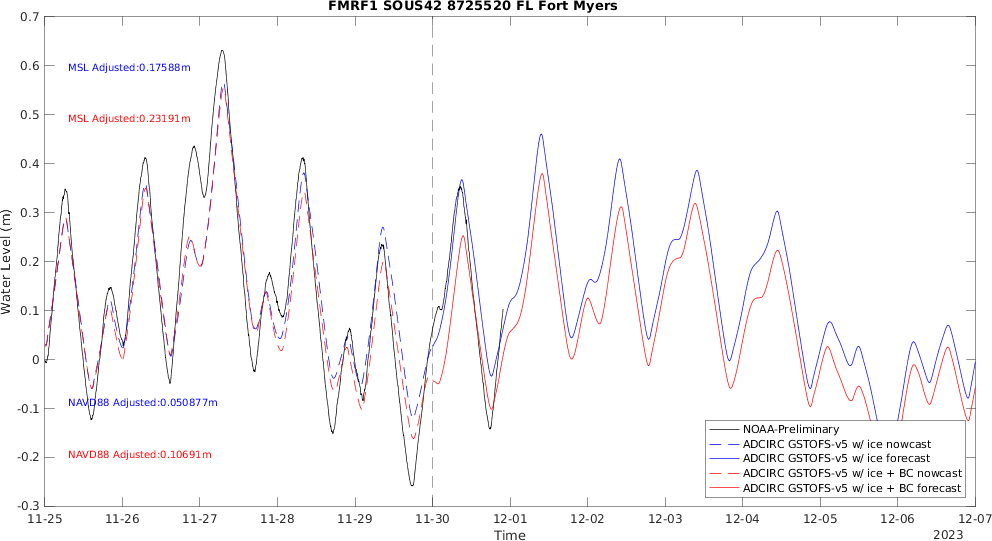 FMRF1 SOUS42 8725520 FL Fort Myers
0.7
0.6
0.5
0.4
0.3
0.2
0.1
0
-0.1
-0.2
-0.3
Water Level (m)
MSL Adjusted:0.17588m
MSL Adjusted:0.23191m
NAVD88 Adjusted:0.050877m
NAVD88 Adjusted:0.10691m
NOAA-Preliminary
ADCIRC GSTOFS-v5 w/ ice nowcast
ADCIRC GSTOFS-v5 w/ ice forecast
ADCIRC GSTOFS-v5 w/ ice + BC nowcast
ADCIRC GSTOFS-v5 w/ ice + BC forecast
11-25 11-26 11-27 11-28 11-29 11-30 12-01 12-02 12-03 12-04 12-05 12-06 12-07
Time
2023